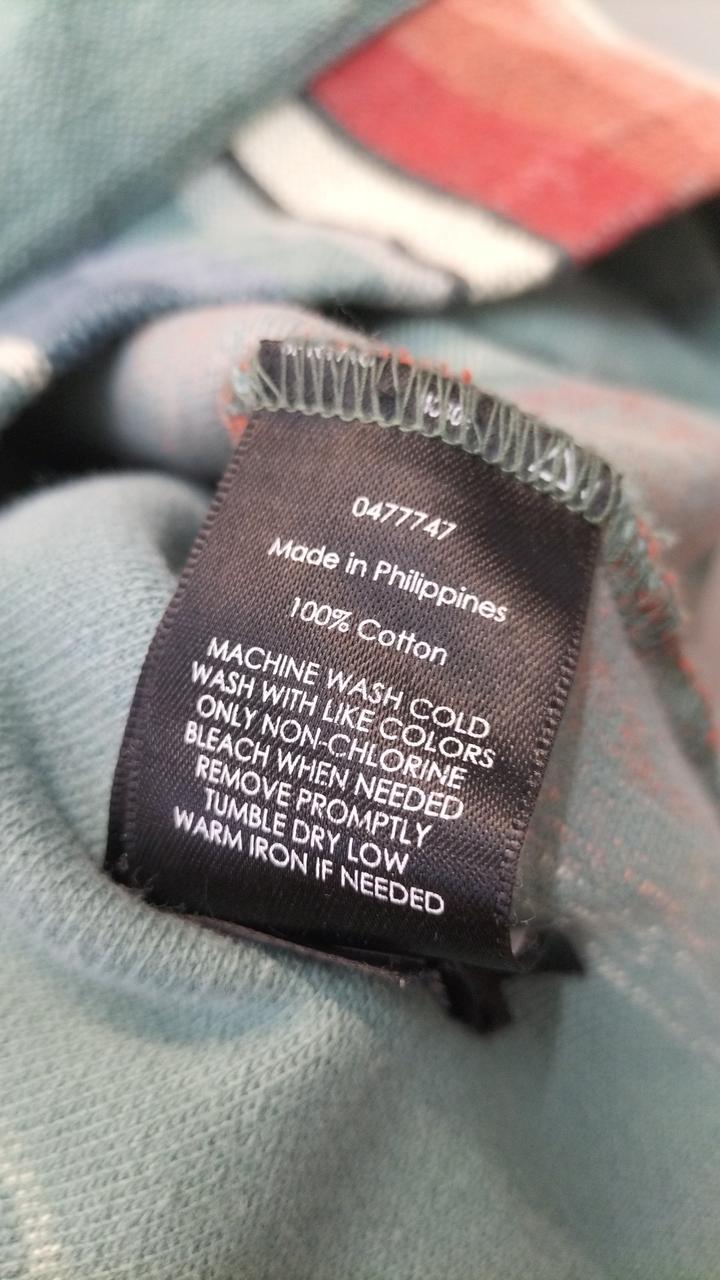 0477747
Made in Philippines
100% Cotton
MACHINE WASH COLD
WASH WITH LIKE COLORS
ONLY NON-CHLORINE
BLEACH WHEN NEEDED
REMOVE PROMPTLY
TUMBLE DRY LOW
WARM IRON IF NEEDED